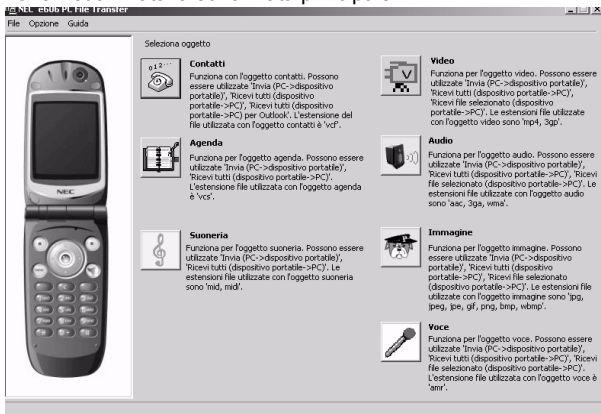 NEC e606 PC File Transfer
File Opzione Guida
Seleziona oggetto
Contatti
Funziona con l'oggetto contatti. Possono
essere utilizzate 'Invia (PC->dispositivo
portatile)', 'Ricevi tutti (dispositivo
portatile->PC)', 'Ricevi tutti (dispositivo
portatile->PC) per Outlook'. L'estensione del
file utilizzata con l'oggetto contatti è 'vcf'.
Agenda
Funziona per l'oggetto agenda. Possono essere
utilizzate 'Invia (PC->dispositivo portatile)',
'Ricevi tutti (dispositivo portatile->PC)'.
L'estensione file utilizzata con l'oggetto agenda
è 'vcs'.
Suoneria
Funziona per l'oggetto suoneria. Possono essere
utilizzate 'Invia (PC->dispositivo portatile)',
'Ricevi tutti (dispositivo portatile->PC)'. Le
estensioni file utilizzate con l'oggetto suoneria
sono 'mid, midi'.
Video
Funziona per l'oggetto video. Possono essere
utilizzate 'Invia (PC->dispositivo portatile)',
'Ricevi tutti (dispositivo portatile->PC)',
'Ricevi file selezionato (dispositivo
portatile->PC)'. Le estensioni file utilizzate
con l'oggetto video sono 'mp4, 3gp'.
Audio
Funziona per l'oggetto audio. Possono essere
utilizzate 'Invia (PC->dispositivo portatile)',
'Ricevi tutti (dispositivo portatile->PC)', 'Ricevi
file selezionato (dispositivo portatile->PC)'. Le
estensioni file utilizzate con l'oggetto audio
sono 'aac, 3ga, wma'.
Immagine
Funziona per l'oggetto immagine. Possono
essere utilizzate 'Invia (PC->dispositivo
portatile)', 'Ricevi tutti (dispositivo
portatile->PC)', 'Ricevi file selezionato
(dispositivo portatile->PC)'. Le estensioni file
utilizzate con l'oggetto immagine sono 'jpg,
jpeg, jpe, gif, png, bmp, wbmp'.
Voce
Funziona per l'oggetto voce. Possono essere
utilizzate 'Invia (PC->dispositivo portatile)',
'Ricevi tutti (dispositivo portatile->PC)', 'Ricevi
file selezionato (dispositivo portatile->PC)'.
L'estensione file utilizzata con l'oggetto voce è
'amr'.
NEC